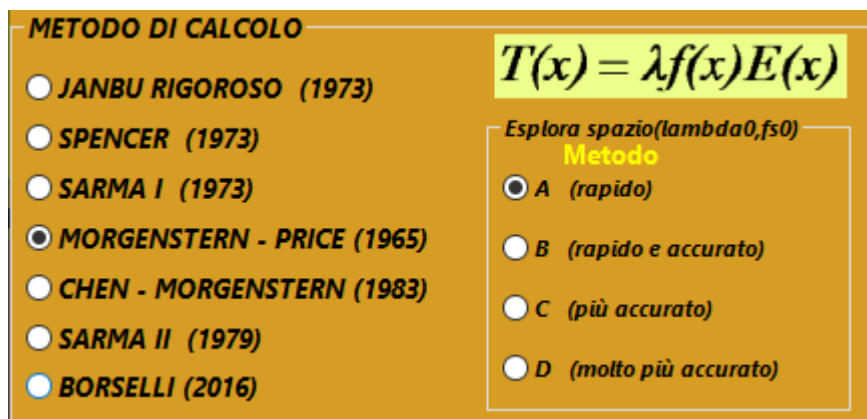 METODO DI CALCOLO
JANBU RIGOROSO (1973)
SPENCER (1973)
SARMA I (1973)
MORGENSTERN - PRICE (1965)
CHEN - MORGENSTERN (1983)
SARMA II (1979)
BORSELLI (2016)
T(x) = λf(x)E(x)
Esplora spazio(lambda0,fs0)
Metodo
A (rapido)
B (rapido e accurato)
C (più accurato)
D (molto più accurato)